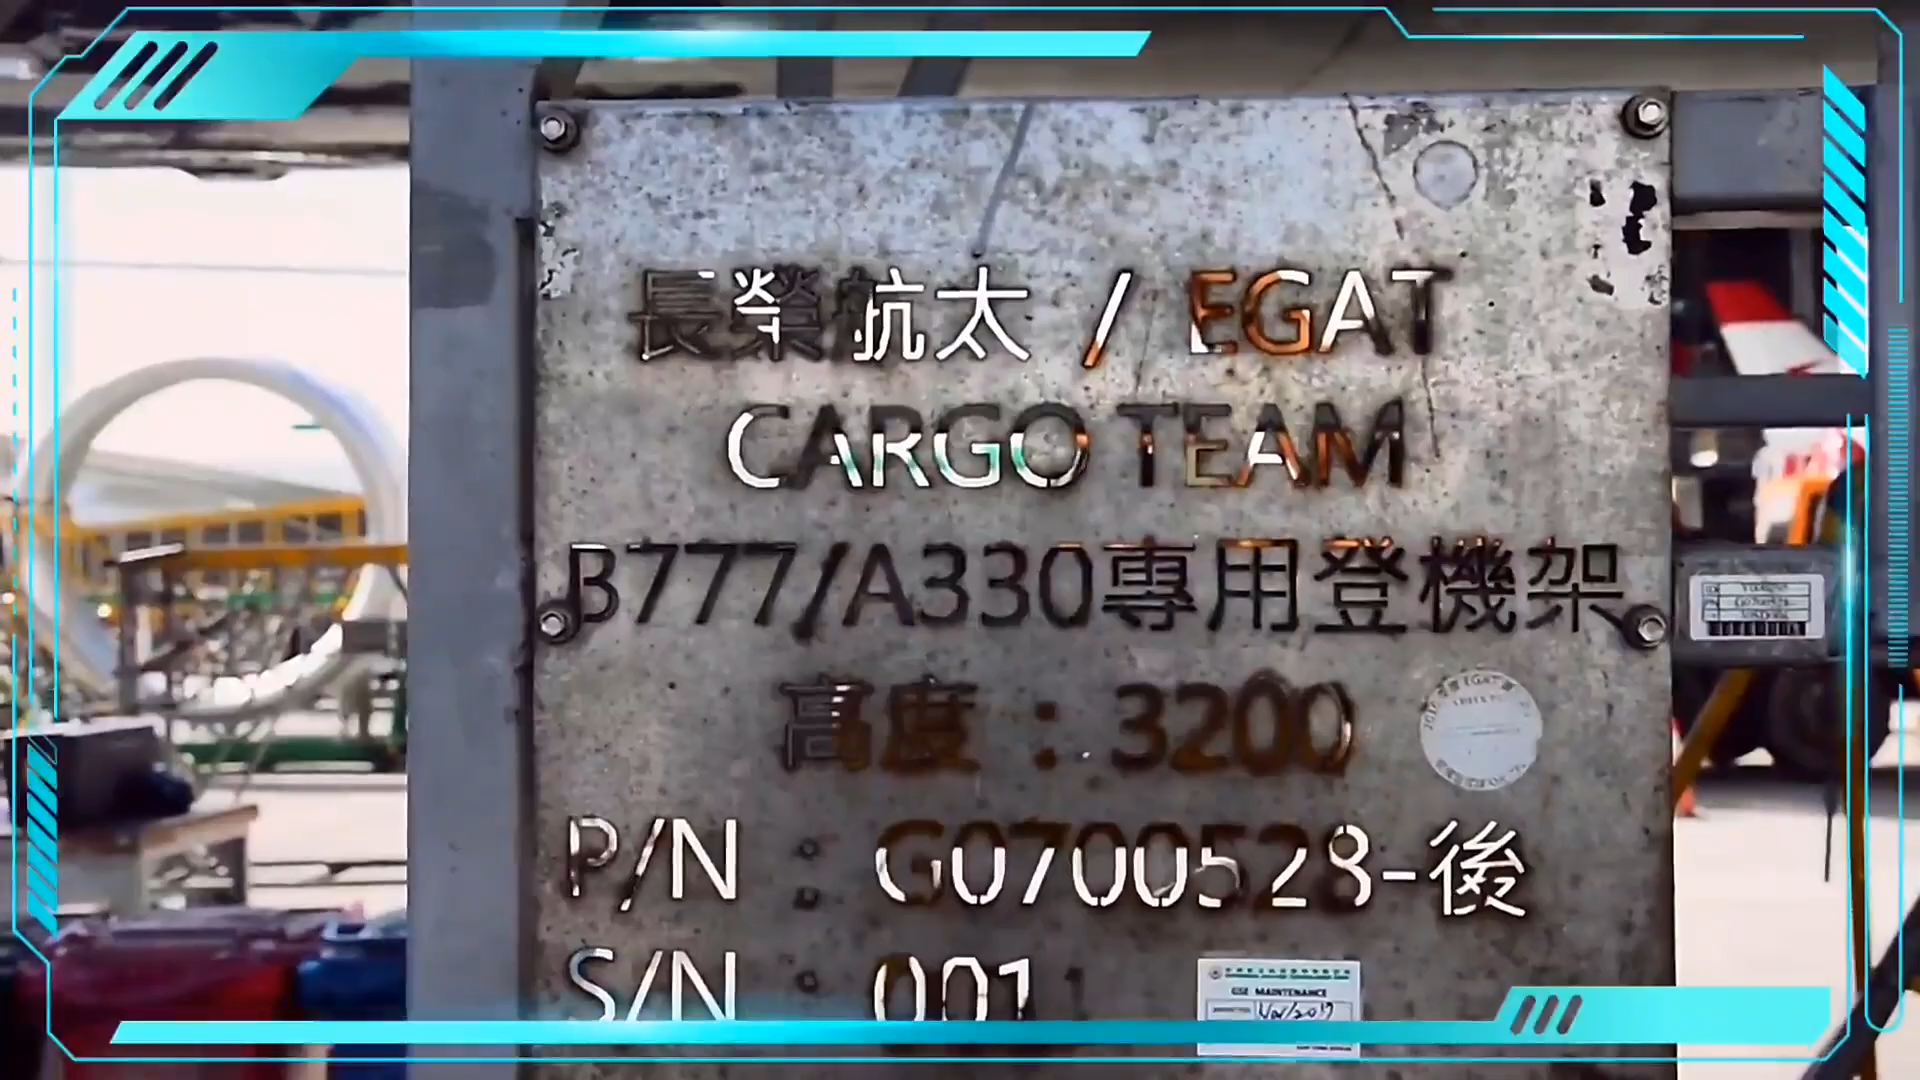 長榮航太 / EGAT
CARGO TEAM
B777/A330專用登機架
高度：3200
P/N：G0700528-後
S/N：001
GSE MAINTENANCE